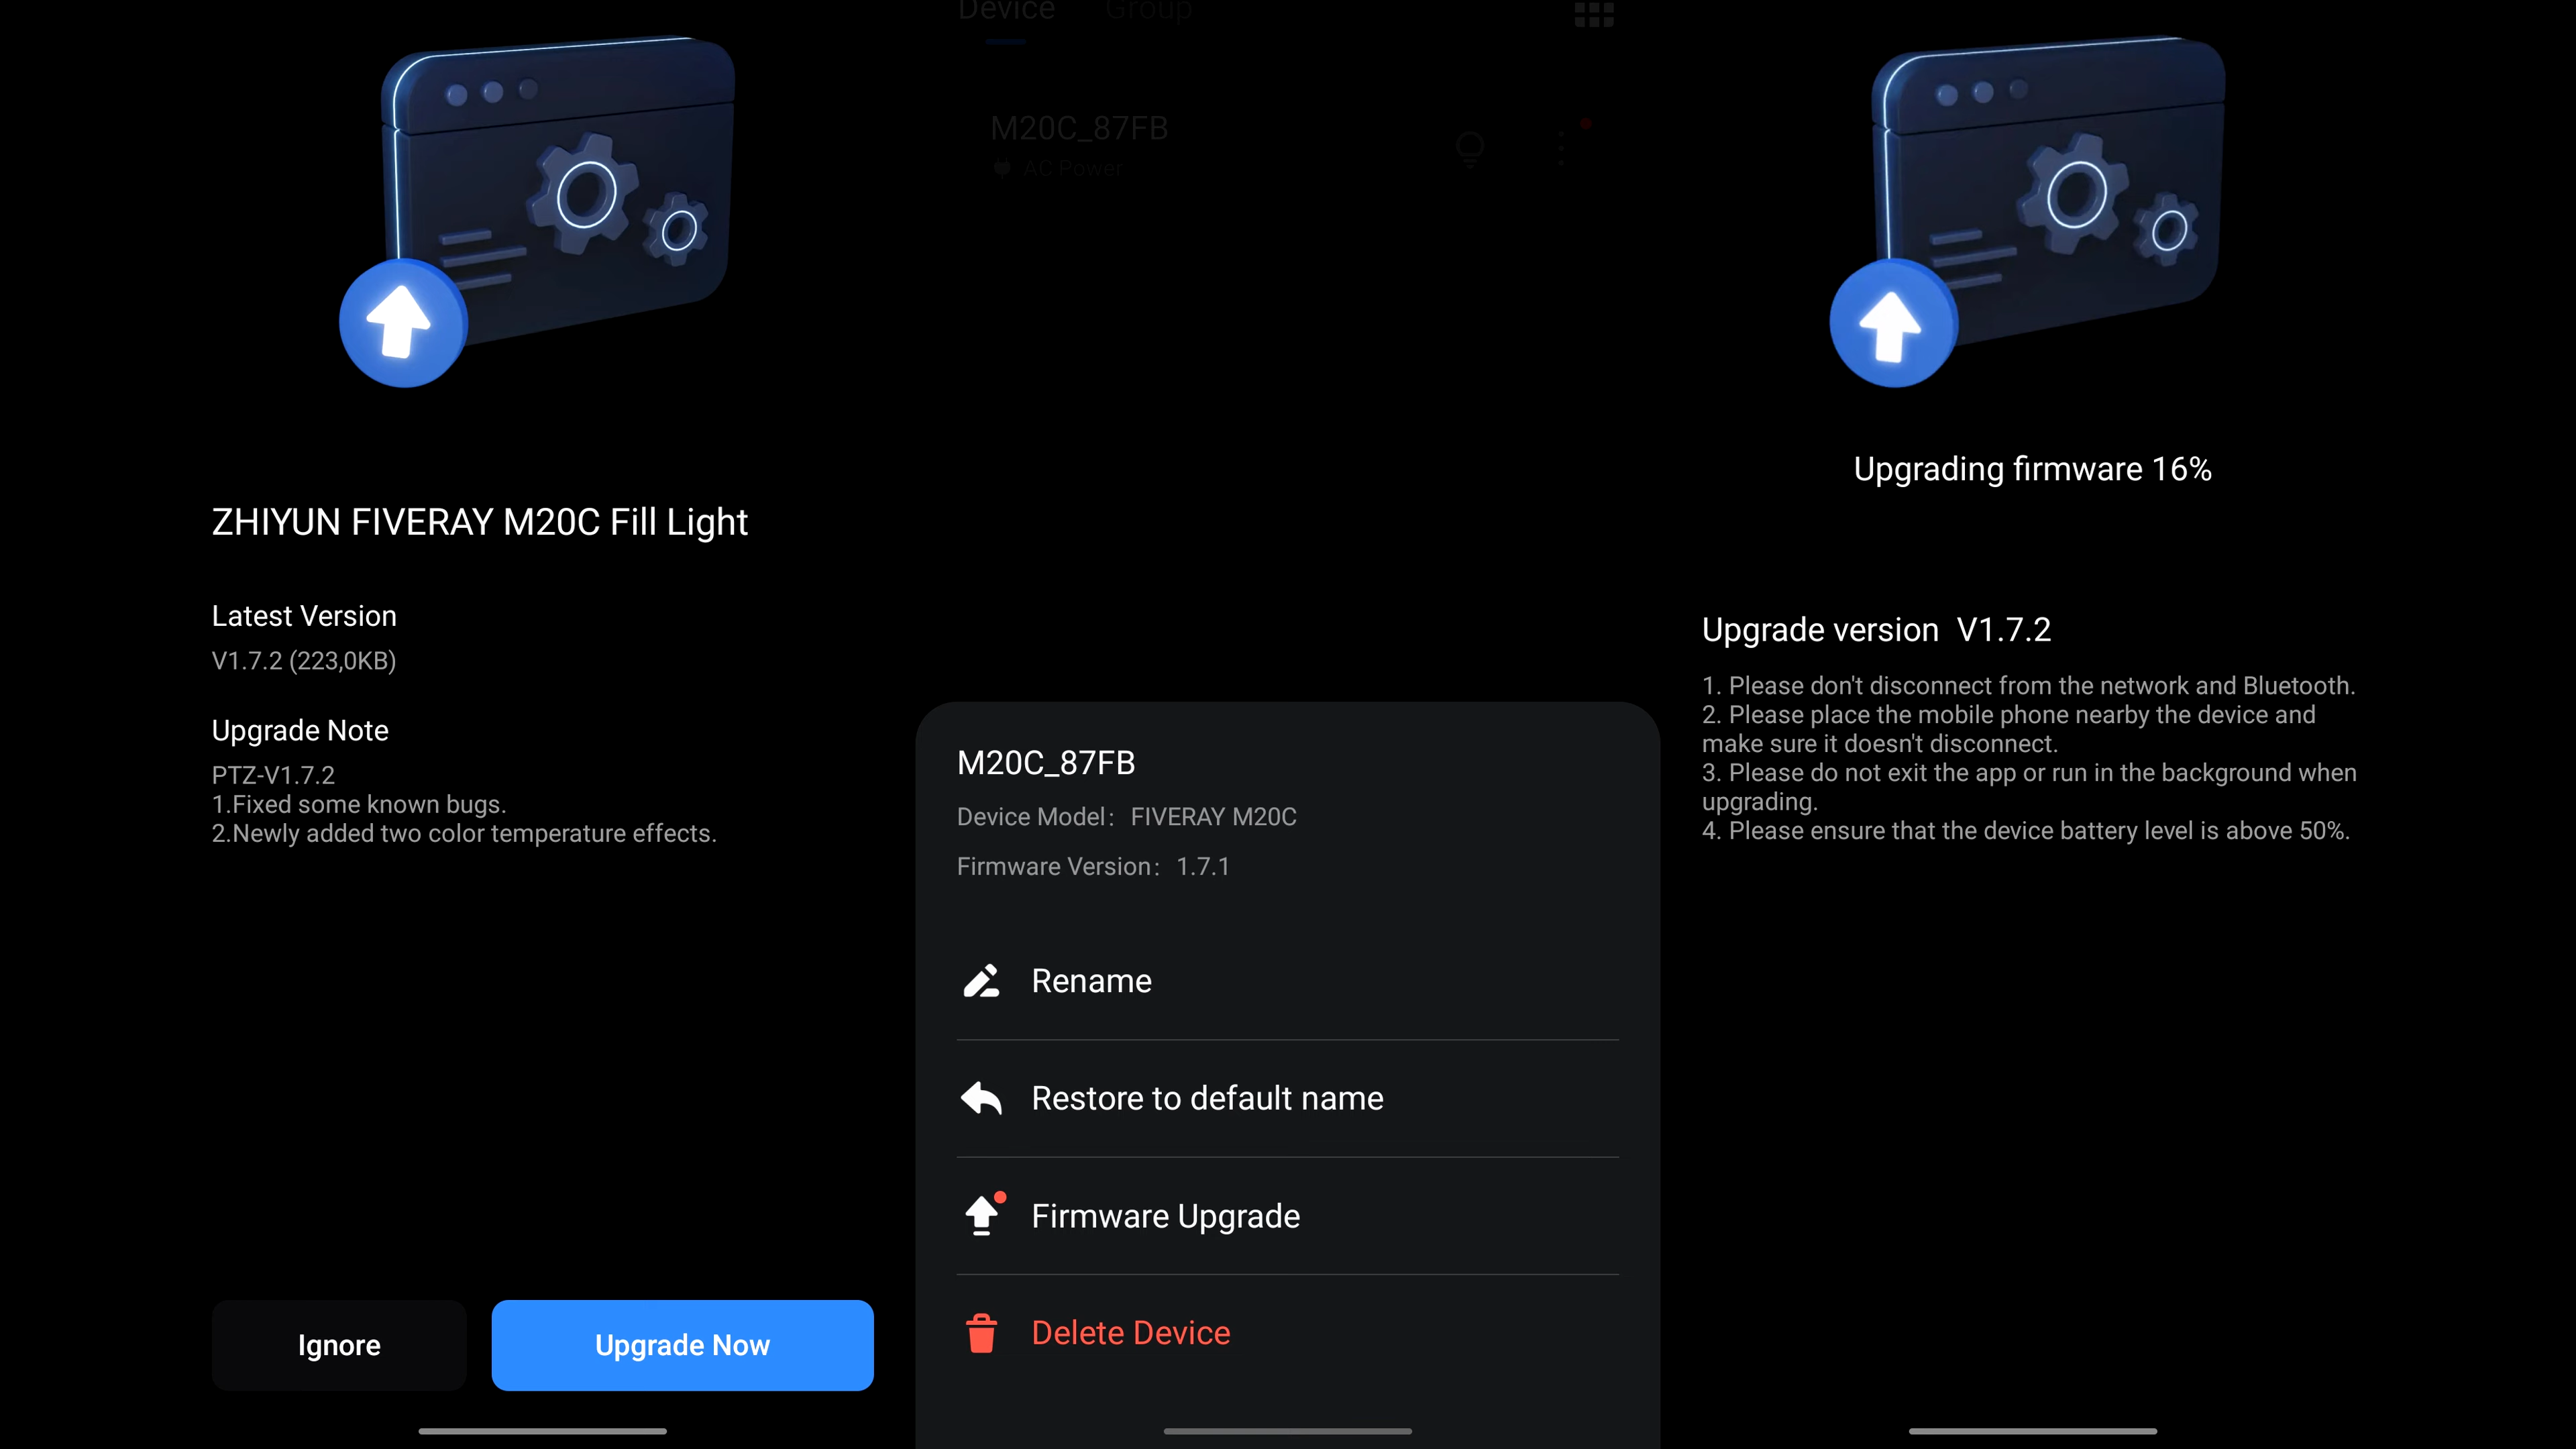 ZHIYUN FIVERAY M20C Fill Light
Latest Version
V1.7.2 (223,0KB)
Upgrade Note
PTZ-V1.7.2
1.Fixed some known bugs.
2.Newly added two color temperature effects.
Ignore
Upgrade Now
Device
Group
M20C_87FB
AC Power
M20C_87FB
Device Model: FIVERAY M20C
Firmware Version: 1.7.1
Rename
Restore to default name
Firmware Upgrade
Delete Device
Upgrading firmware 16%
Upgrade version V1.7.2
1. Please don't disconnect from the network and Bluetooth.
2. Please place the mobile phone nearby the device and
make sure it doesn't disconnect.
3. Please do not exit the app or run in the background when
upgrading.
4. Please ensure that the device battery level is above 50%.